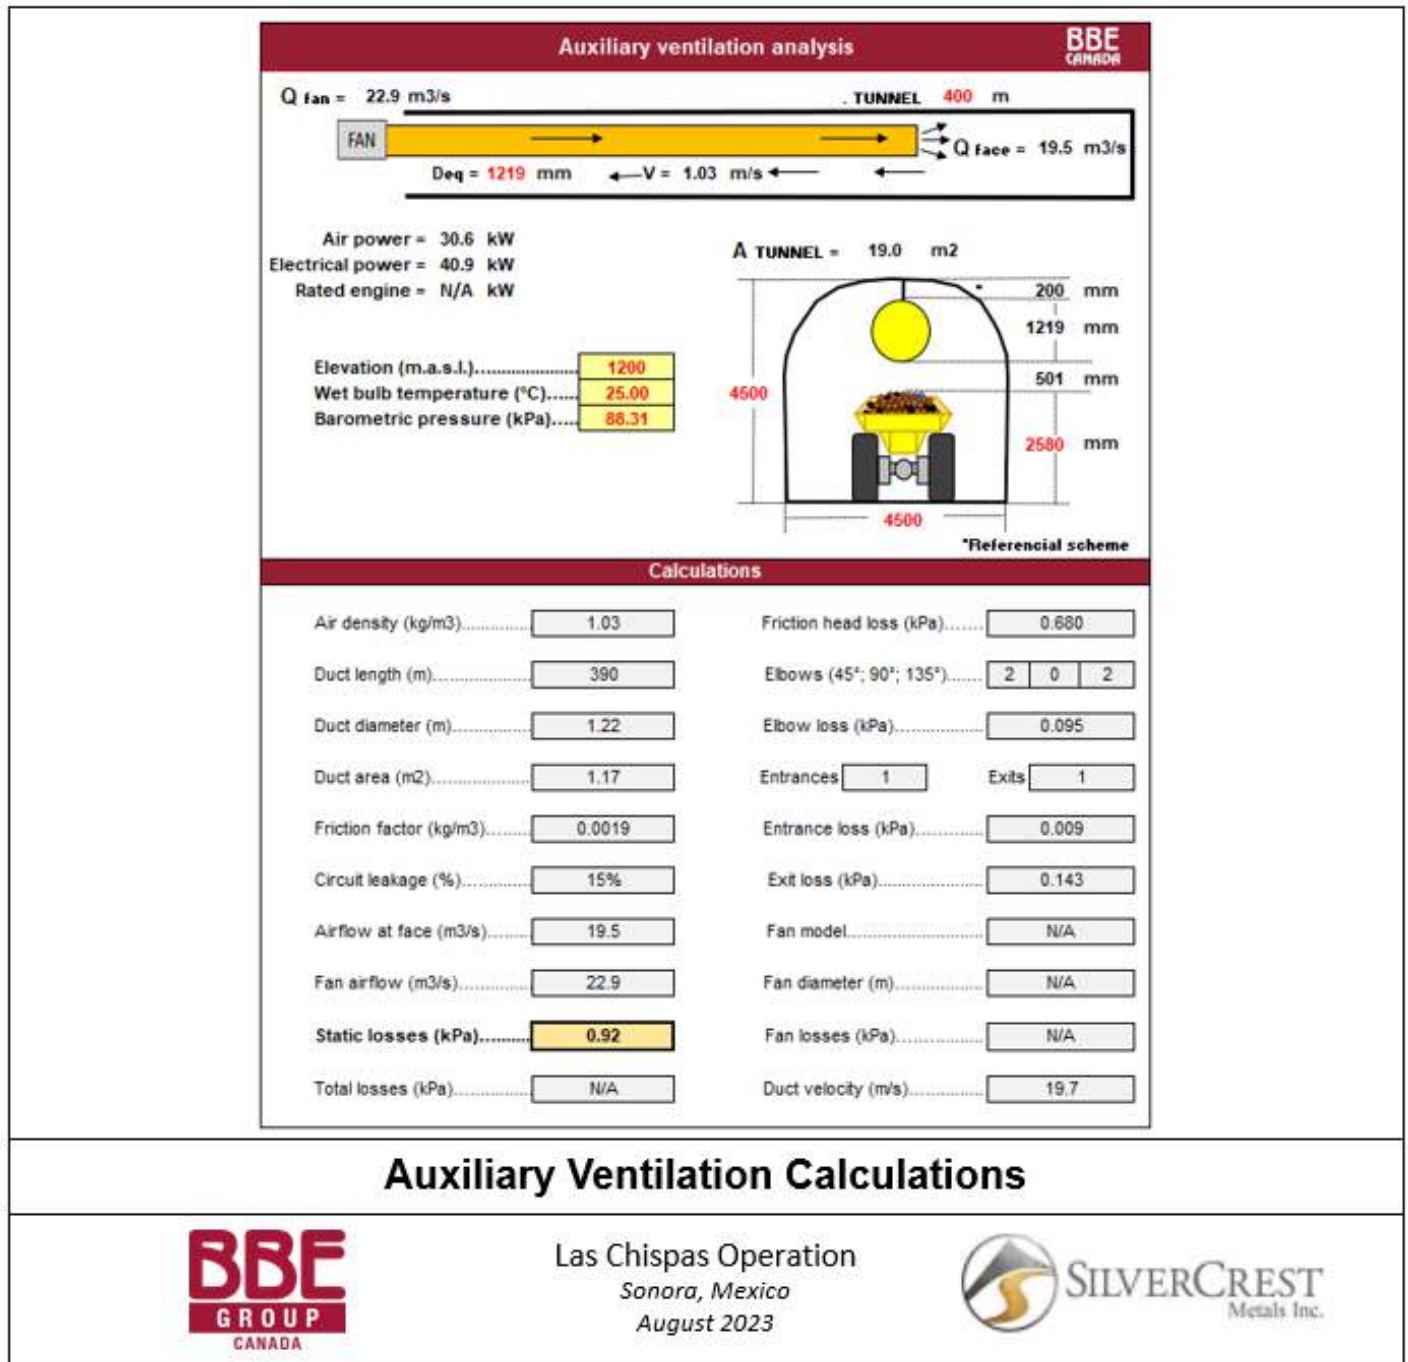 Auxiliary ventilation analysis
BBE
CANADA
Q fan = 22.9 m3/s
. TUNNEL 400 m
FAN
Q face = 19.5 m3/s
Deq = 1219 mm
V = 1.03 m/s
Air power = 30.6 kW
Electrical power = 40.9 kW
Rated engine = N/A kW
A TUNNEL = 19.0 m2
200 mm
1219 mm
501 mm
2580 mm
4500
4500
*Referencial scheme
Elevation (m.a.s.l.).................... 1200
Wet bulb temperature (°C)...... 25.00
Barometric pressure (kPa)..... 88.31
Calculations
Air density (kg/m3).............. 1.03
Duct length (m).................... 390
Duct diameter (m)................ 1.22
Duct area (m2).................... 1.17
Friction factor (kg/m3)......... 0.0019
Circuit leakage (%).............. 15%
Airflow at face (m3/s)......... 19.5
Fan airflow (m3/s)............... 22.9
Static losses (kPa).......... 0.92
Total losses (kPa)................ N/A
Friction head loss (kPa)....... 0.680
Elbows (45°; 90°; 135°)....... 2 0 2
Elbow loss (kPa)................. 0.095
Entrances 1 Exits 1
Entrance loss (kPa)............. 0.009
Exit loss (kPa).................... 0.143
Fan model.......................... N/A
Fan diameter (m)................. N/A
Fan losses (kPa)................. N/A
Duct velocity (m/s).............. 19.7
Auxiliary Ventilation Calculations
BBE
GROUP
CANADA
Las Chispas Operation
Sonora, Mexico
August 2023
SILVERCREST
Metals Inc.